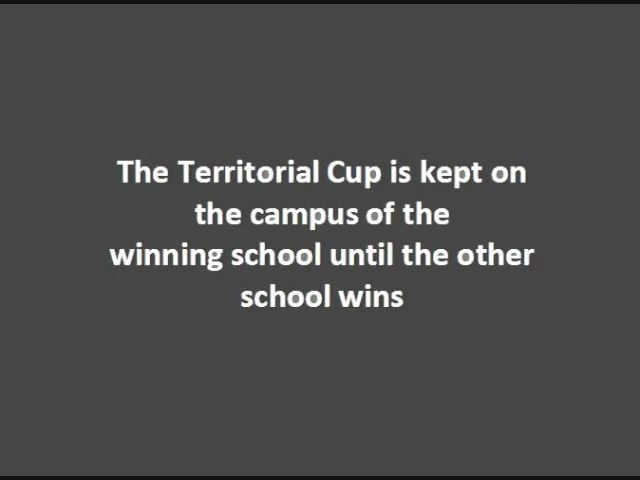 The Territorial Cup is kept on
the campus of the
winning school until the other
school wins